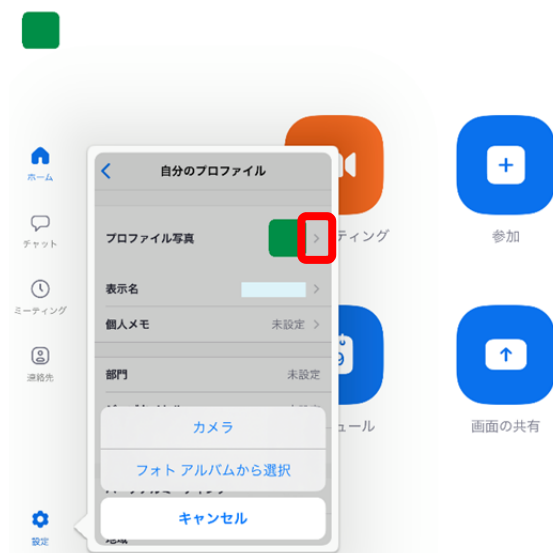 ホーム
チャット
ミーティング
連絡先
設定
自分のプロファイル
プロファイル写真
表示名
個人メモ 未設定
部門 未設定
カメラ
フォト アルバムから選択
キャンセル
地域
ティング
参加
ュール
画面の共有